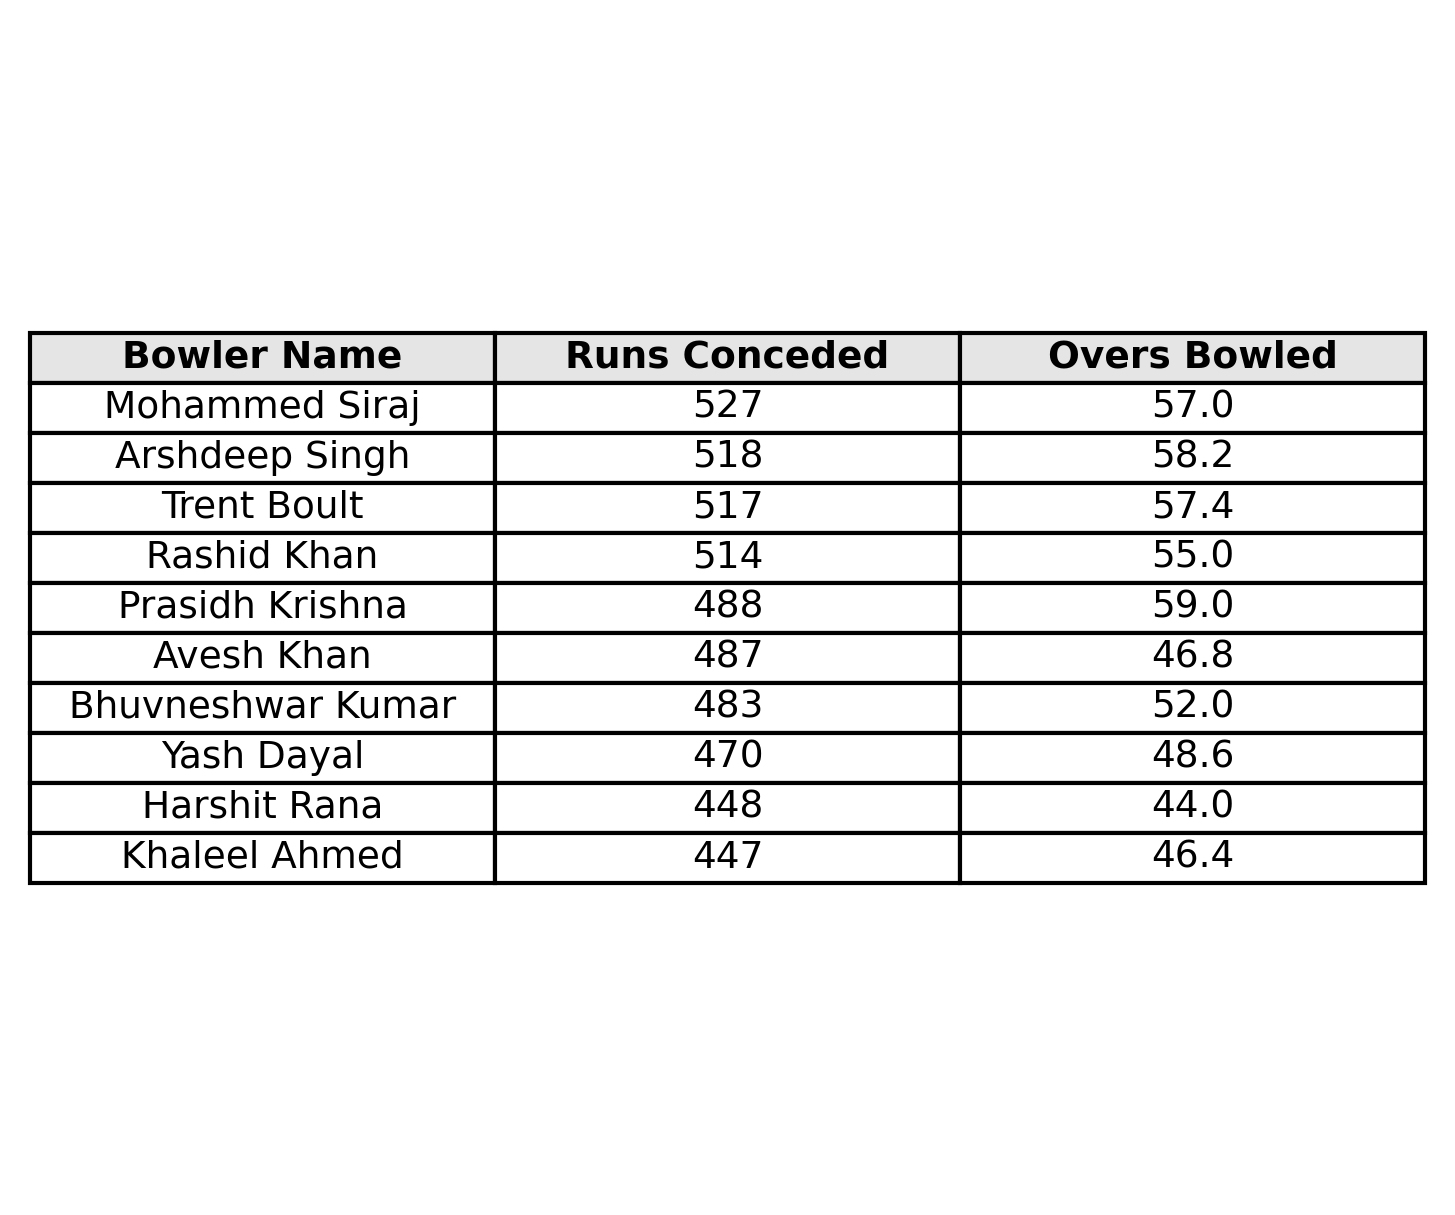 Bowler Name Runs Conceded Overs Bowled
Mohammed Siraj 527 57.0
Arshdeep Singh 518 58.2
Trent Boult 517 57.4
Rashid Khan 514 55.0
Prasidh Krishna 488 59.0
Avesh Khan 487 46.8
Bhuvneshwar Kumar 483 52.0
Yash Dayal 470 48.6
Harshit Rana 448 44.0
Khaleel Ahmed 447 46.4